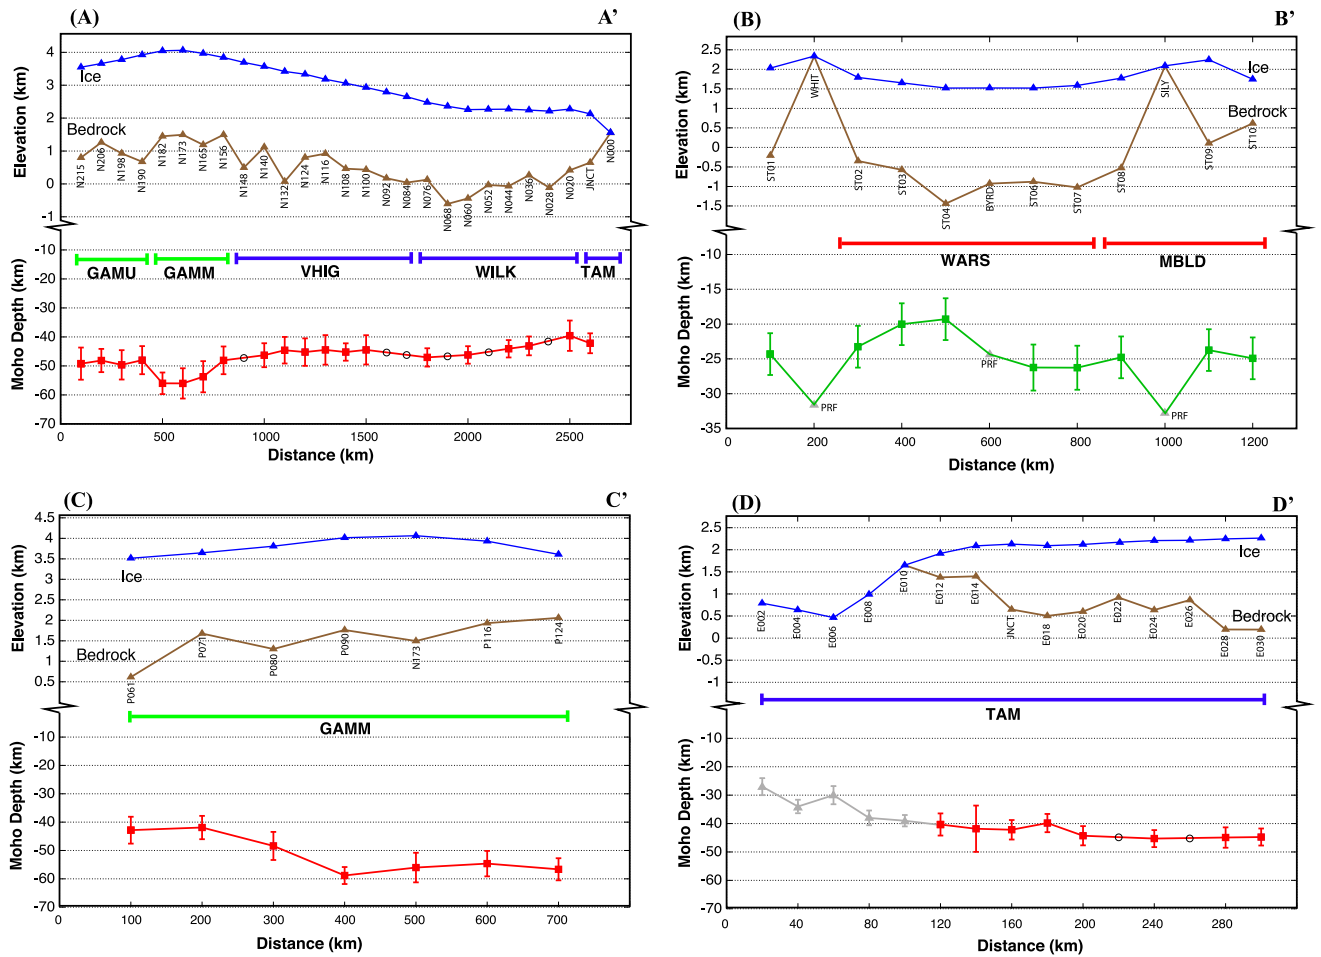 (A)
A'
Elevation (km)
4
3
2
1
0
-1
Ice
Bedrock
N215
N206
N198
N190
N182
N173
N165
N156
N148
N140
N132
N124
N116
N108
N100
N092
N084
N076
N068
N060
N052
N044
N036
N028
N020
JNCT
N000
GAMU
GAMM
VHIG
WILK
TAM
Moho Depth (km)
-10
-20
-30
-40
-50
-60
-70
0
500
1000
1500
2000
2500
Distance (km)
(B)
B'
Elevation (km)
2.5
2
1.5
1
0.5
0
-0.5
-1
-1.5
Ice
Bedrock
ST01
WHIT
ST02
ST03
ST04
BYRD
ST06
ST07
ST08
SILY
ST09
ST10
WARS
MBLD
Moho Depth (km)
-10
-15
-20
-25
-30
-35
PRF
PRF
PRF
0
200
400
600
800
1000
1200
Distance (km)
(C)
C'
Elevation (km)
4.5
4
3.5
3
2.5
2
1.5
1
0.5
Ice
Bedrock
P061
P071
P080
P090
N173
P116
P124
GAMM
Moho Depth (km)
-10
-20
-30
-40
-50
-60
-70
0
100
200
300
400
500
600
700
Distance (km)
(D)
D'
Elevation (km)
2.5
2
1.5
1
0.5
0
-0.5
-1
Ice
Bedrock
E002
E004
E006
E008
E010
E012
E014
JNCT
E018
E020
E022
E024
E026
E028
E030
TAM
Moho Depth (km)
-10
-20
-30
-40
-50
-60
-70
0
40
80
120
160
200
240
280
Distance (km)